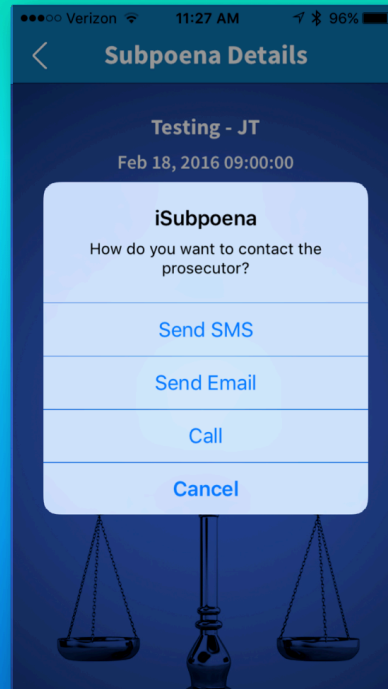 Verizon 11:27 AM 96%
Subpoena Details
Testing - JT
Feb 18, 2016 09:00:00
iSubpoena
How do you want to contact the
prosecutor?
Send SMS
Send Email
Call
Cancel